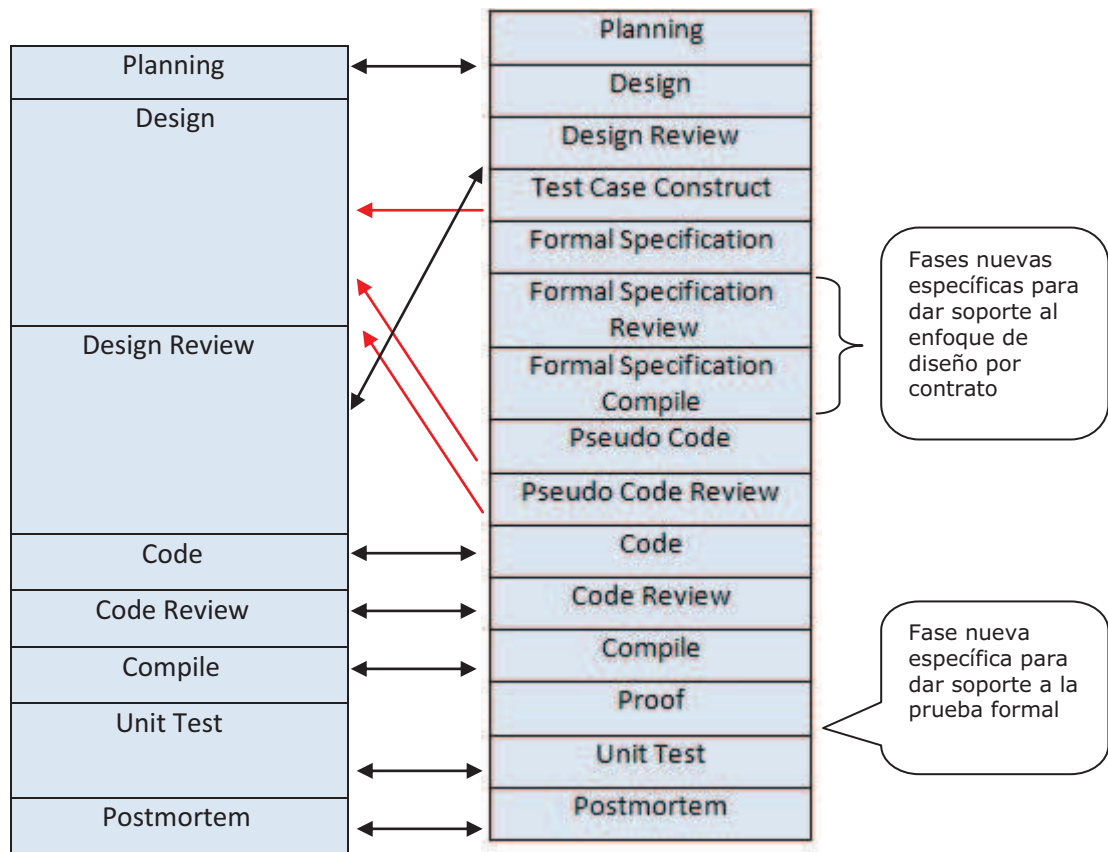 Planning
Design
Design Review
Code
Code Review
Compile
Unit Test
Postmortem
Planning
Design
Design Review
Test Case Construct
Formal Specification
Formal Specification
Review
Formal Specification
Compile
Pseudo Code
Pseudo Code Review
Code
Code Review
Compile
Proof
Unit Test
Postmortem
Fases nuevas
específicas para
dar soporte al
enfoque de
diseño por
contrato
Fase nueva
específica para
dar soporte a la
prueba formal